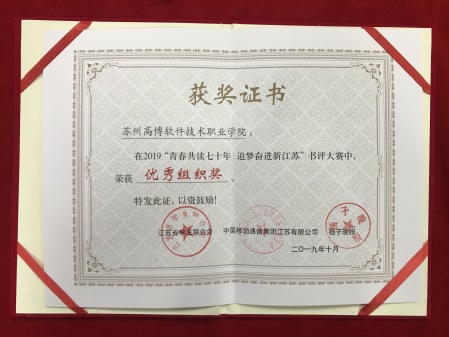 获奖证书
苏州高博软件技术职业学院：
在2019“青春共读七十年 追梦奋进新江苏”书评大赛中，
荣获 优秀组织奖 。
特发此证，以资鼓励！
江苏省学生联合会 中国移动通信集团江苏有限公司 扬子晚报
二〇一九年十月